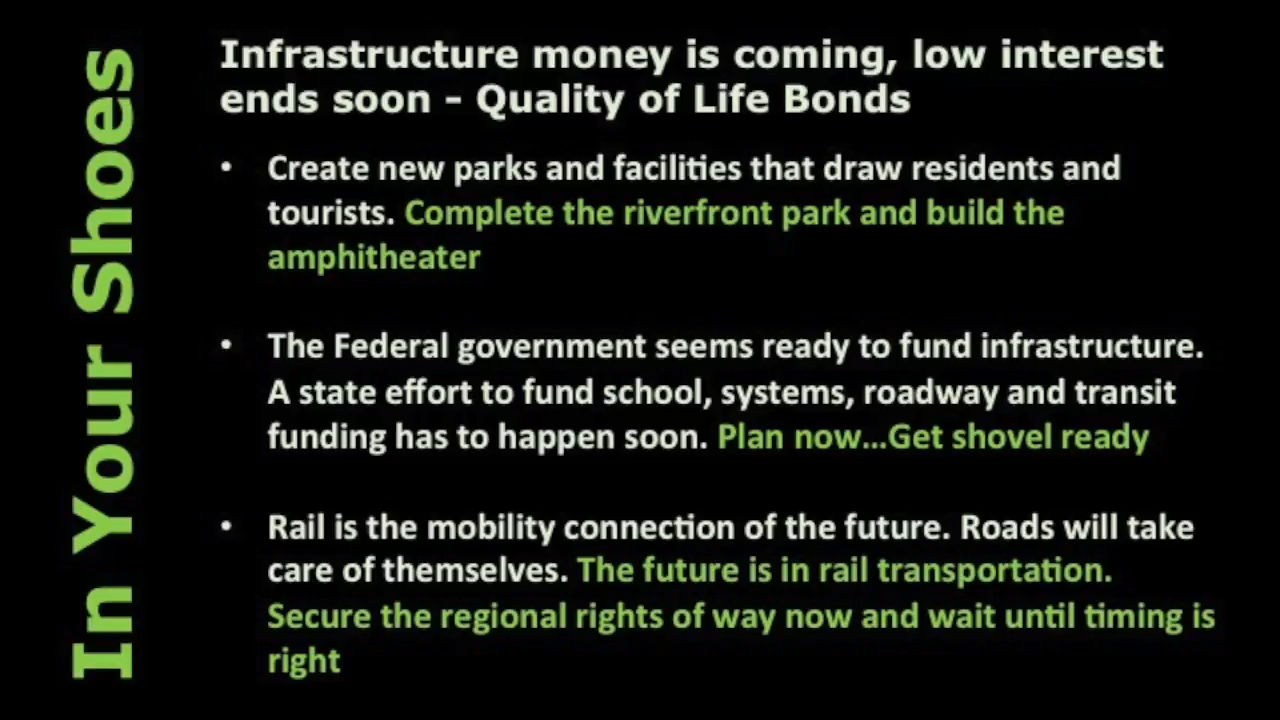 In Your Shoes
Infrastructure money is coming, low interest
ends soon - Quality of Life Bonds
• Create new parks and facilities that draw residents and
tourists. Complete the riverfront park and build the
amphitheater
• The Federal government seems ready to fund infrastructure.
A state effort to fund school, systems, roadway and transit
funding has to happen soon. Plan now...Get shovel ready
• Rail is the mobility connection of the future. Roads will take
care of themselves. The future is in rail transportation.
Secure the regional rights of way now and wait until timing is
right